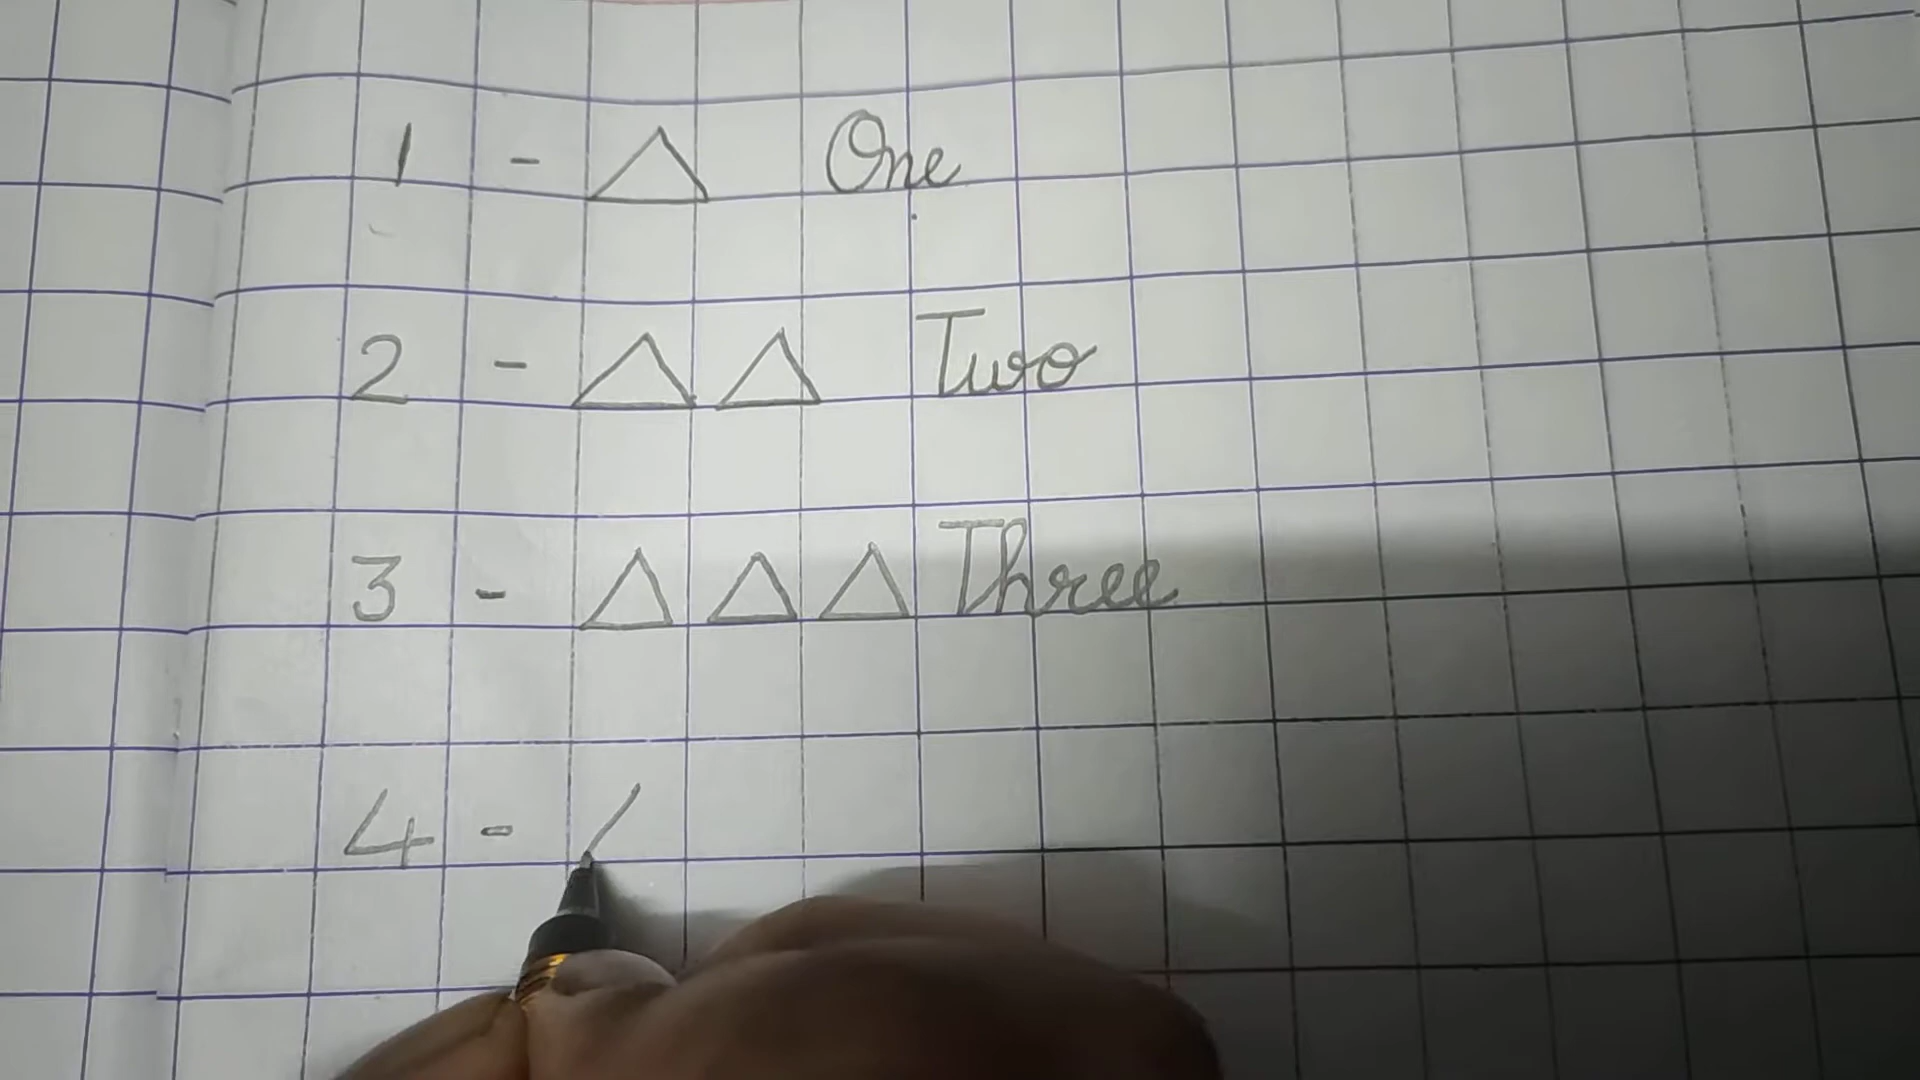 1 - △ One
2 - △ △ Two
3 - △ △ △ Three
4 -